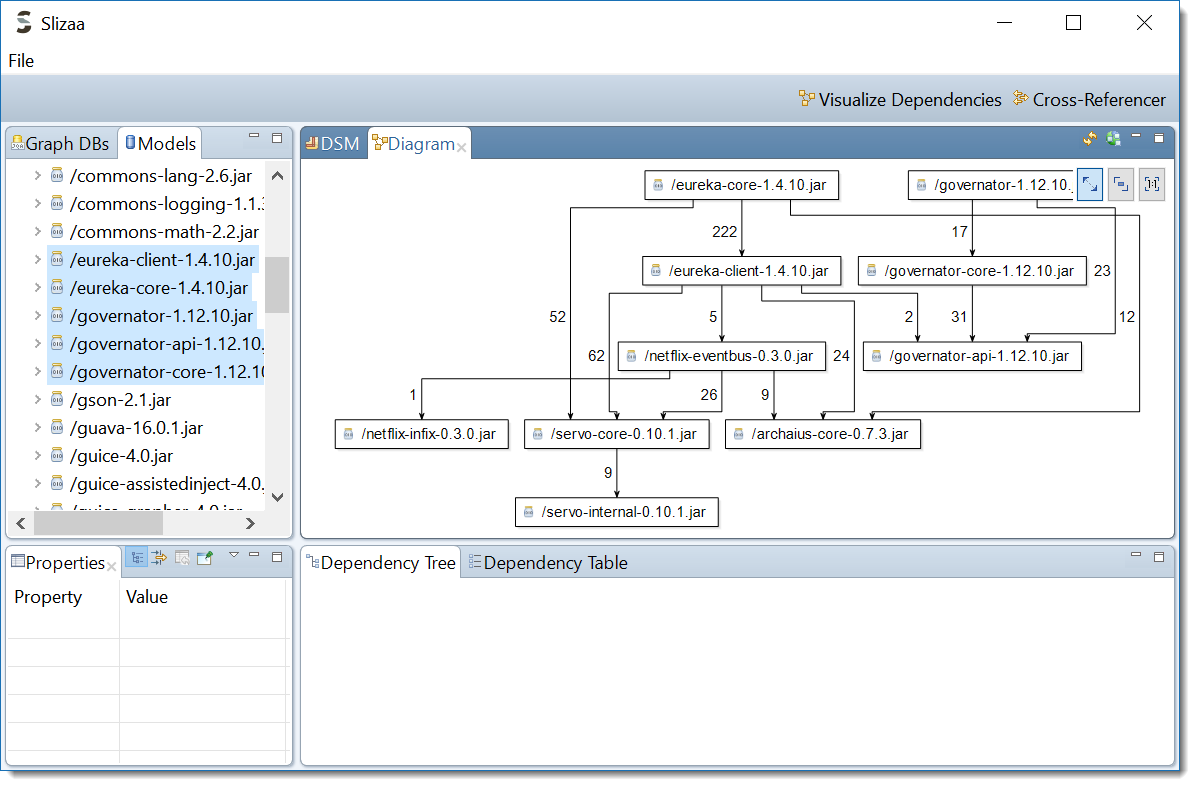 Slizaa
File
Visualize Dependencies Cross-Referencer
Graph DBs Models
/commons-lang-2.6.jar
/commons-logging-1.1.3
/commons-math-2.2.jar
/eureka-client-1.4.10.jar
/eureka-core-1.4.10.jar
/governator-1.12.10.jar
/governator-api-1.12.10.
/governator-core-1.12.10
/gson-2.1.jar
/guava-16.0.1.jar
/guice-4.0.jar
/guice-assistedinject-4.0.
DSM Diagram
/eureka-core-1.4.10.jar /governator-1.12.10. [1:1]
222 17
/eureka-client-1.4.10.jar /governator-core-1.12.10.jar 23
52 5 2 31 12
62 /netflix-eventbus-0.3.0.jar 24 /governator-api-1.12.10.jar
1 26 9
/netflix-infix-0.3.0.jar /servo-core-0.10.1.jar /archaius-core-0.7.3.jar
9
/servo-internal-0.10.1.jar
Properties
Property Value
Dependency Tree Dependency Table